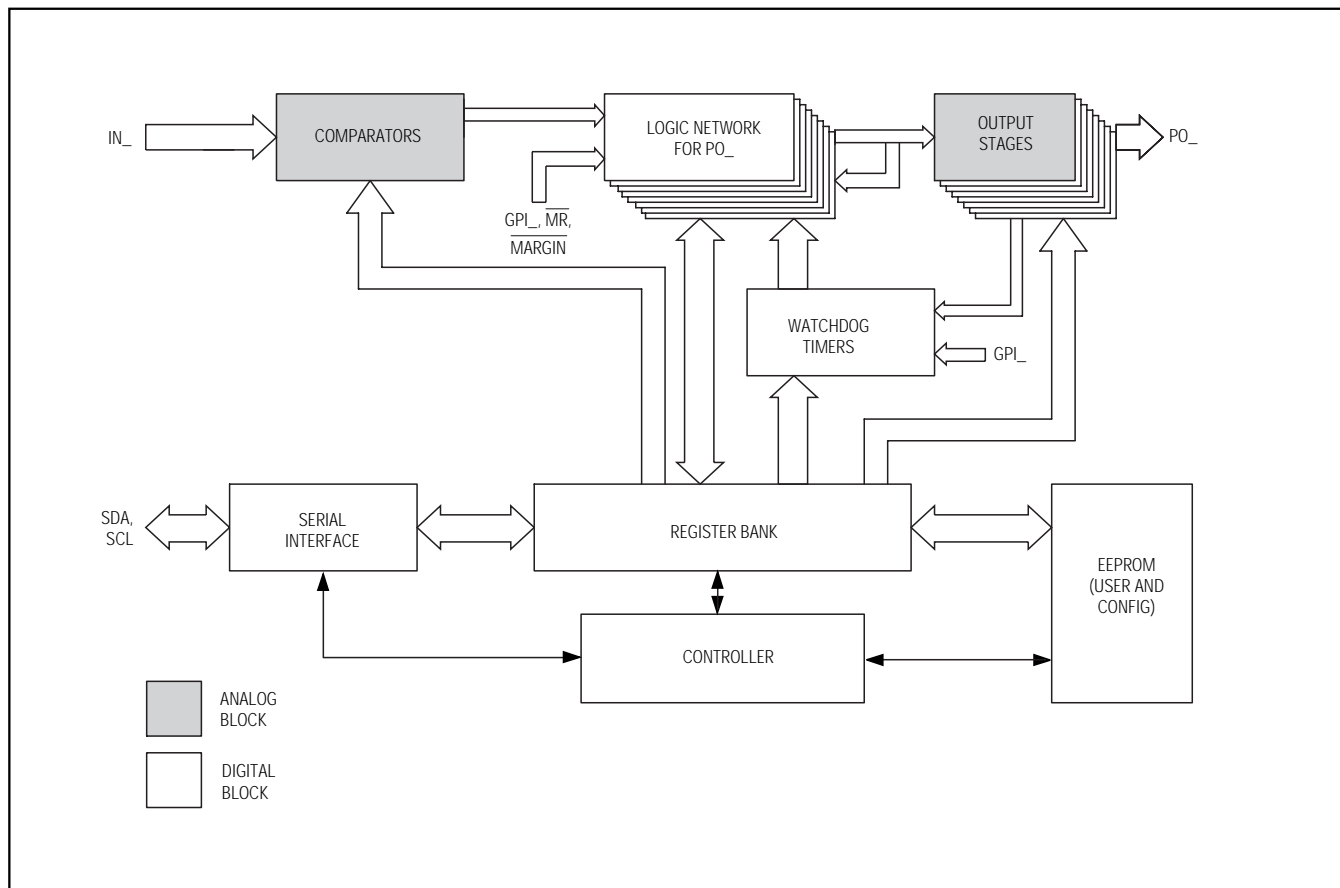 IN_
COMPARATORS
LOGIC NETWORK
FOR PO_
OUTPUT
STAGES
PO_
GPI_, MR,
MARGIN
WATCHDOG
TIMERS
GPI_
SDA,
SCL
SERIAL
INTERFACE
REGISTER BANK
EEPROM
(USER AND
CONFIG)
CONTROLLER
ANALOG
BLOCK
DIGITAL
BLOCK